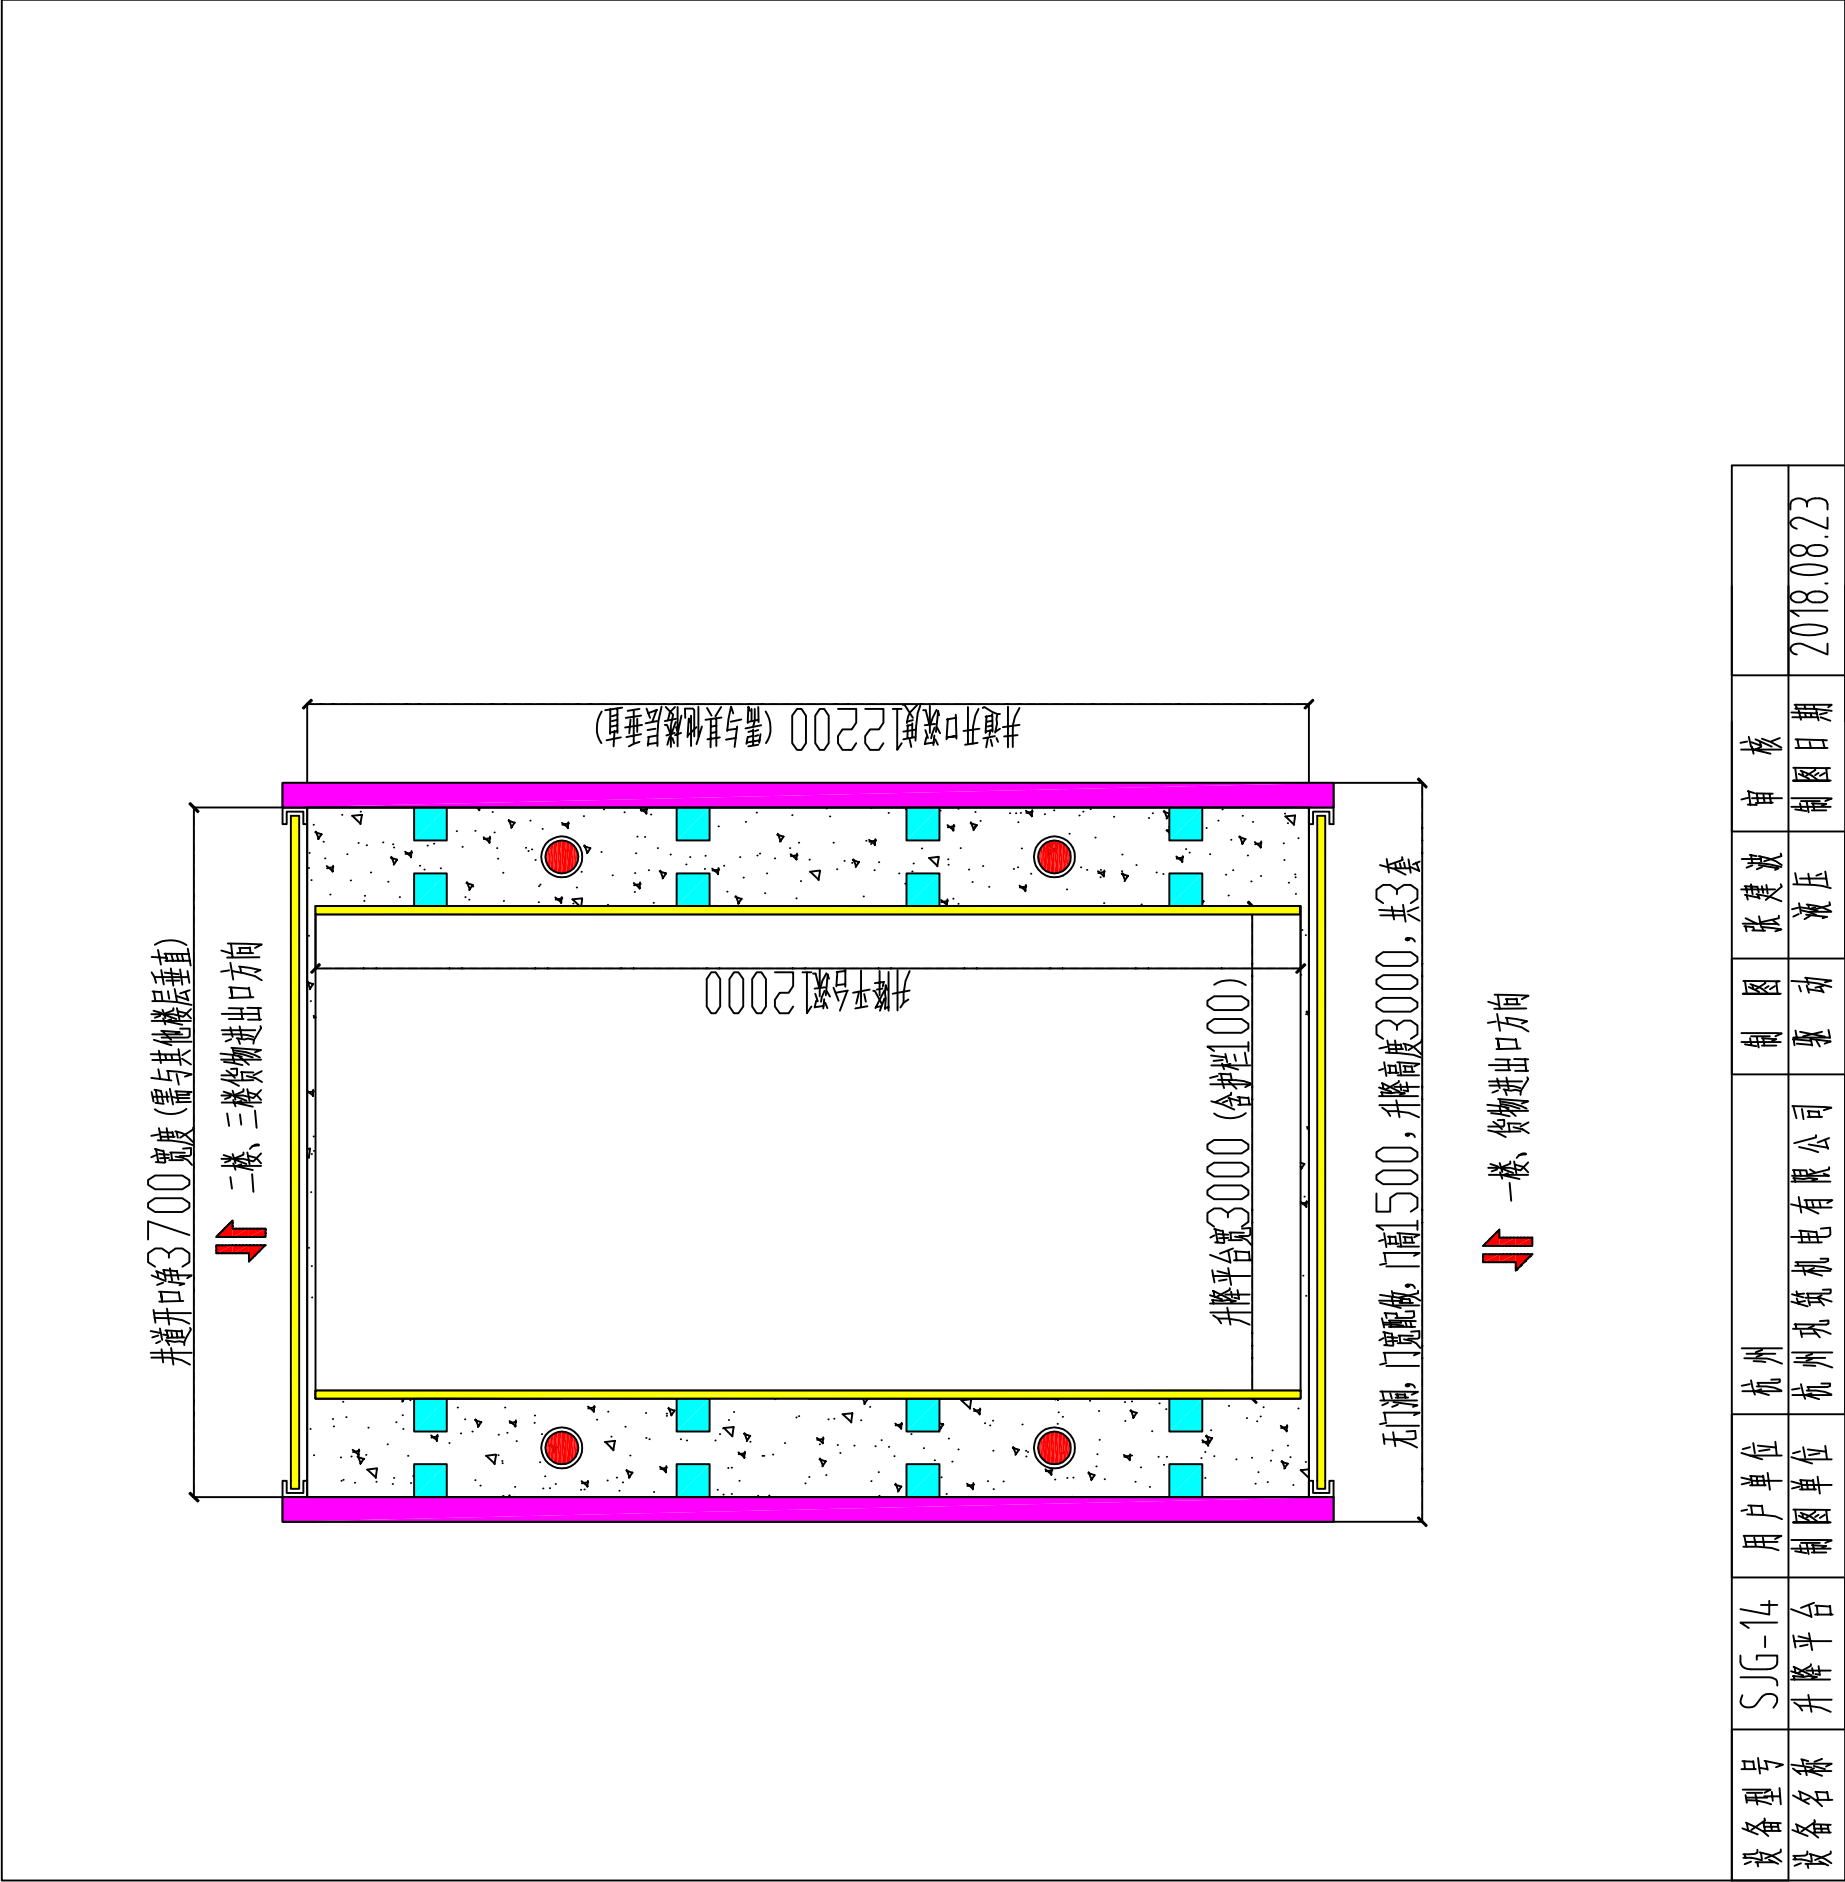 井道开口净3700宽度(需与其他楼层垂直)
二楼、三楼货物进出口方向
井道开口深度12200 (需与其他楼层垂直)
升降平台深12000
升降平台宽3000 (含护栏100)
无门洞,门宽配做,门高1500,升降高度3000,共3套
一楼、货物进出口方向
设备型号 SJG-14 用户单位 杭州 制 图 张建波 审 核
设备名称 升降平台 制图单位 杭州巩筑机电有限公司 驱 动 液压 制图日期 2018.08.23